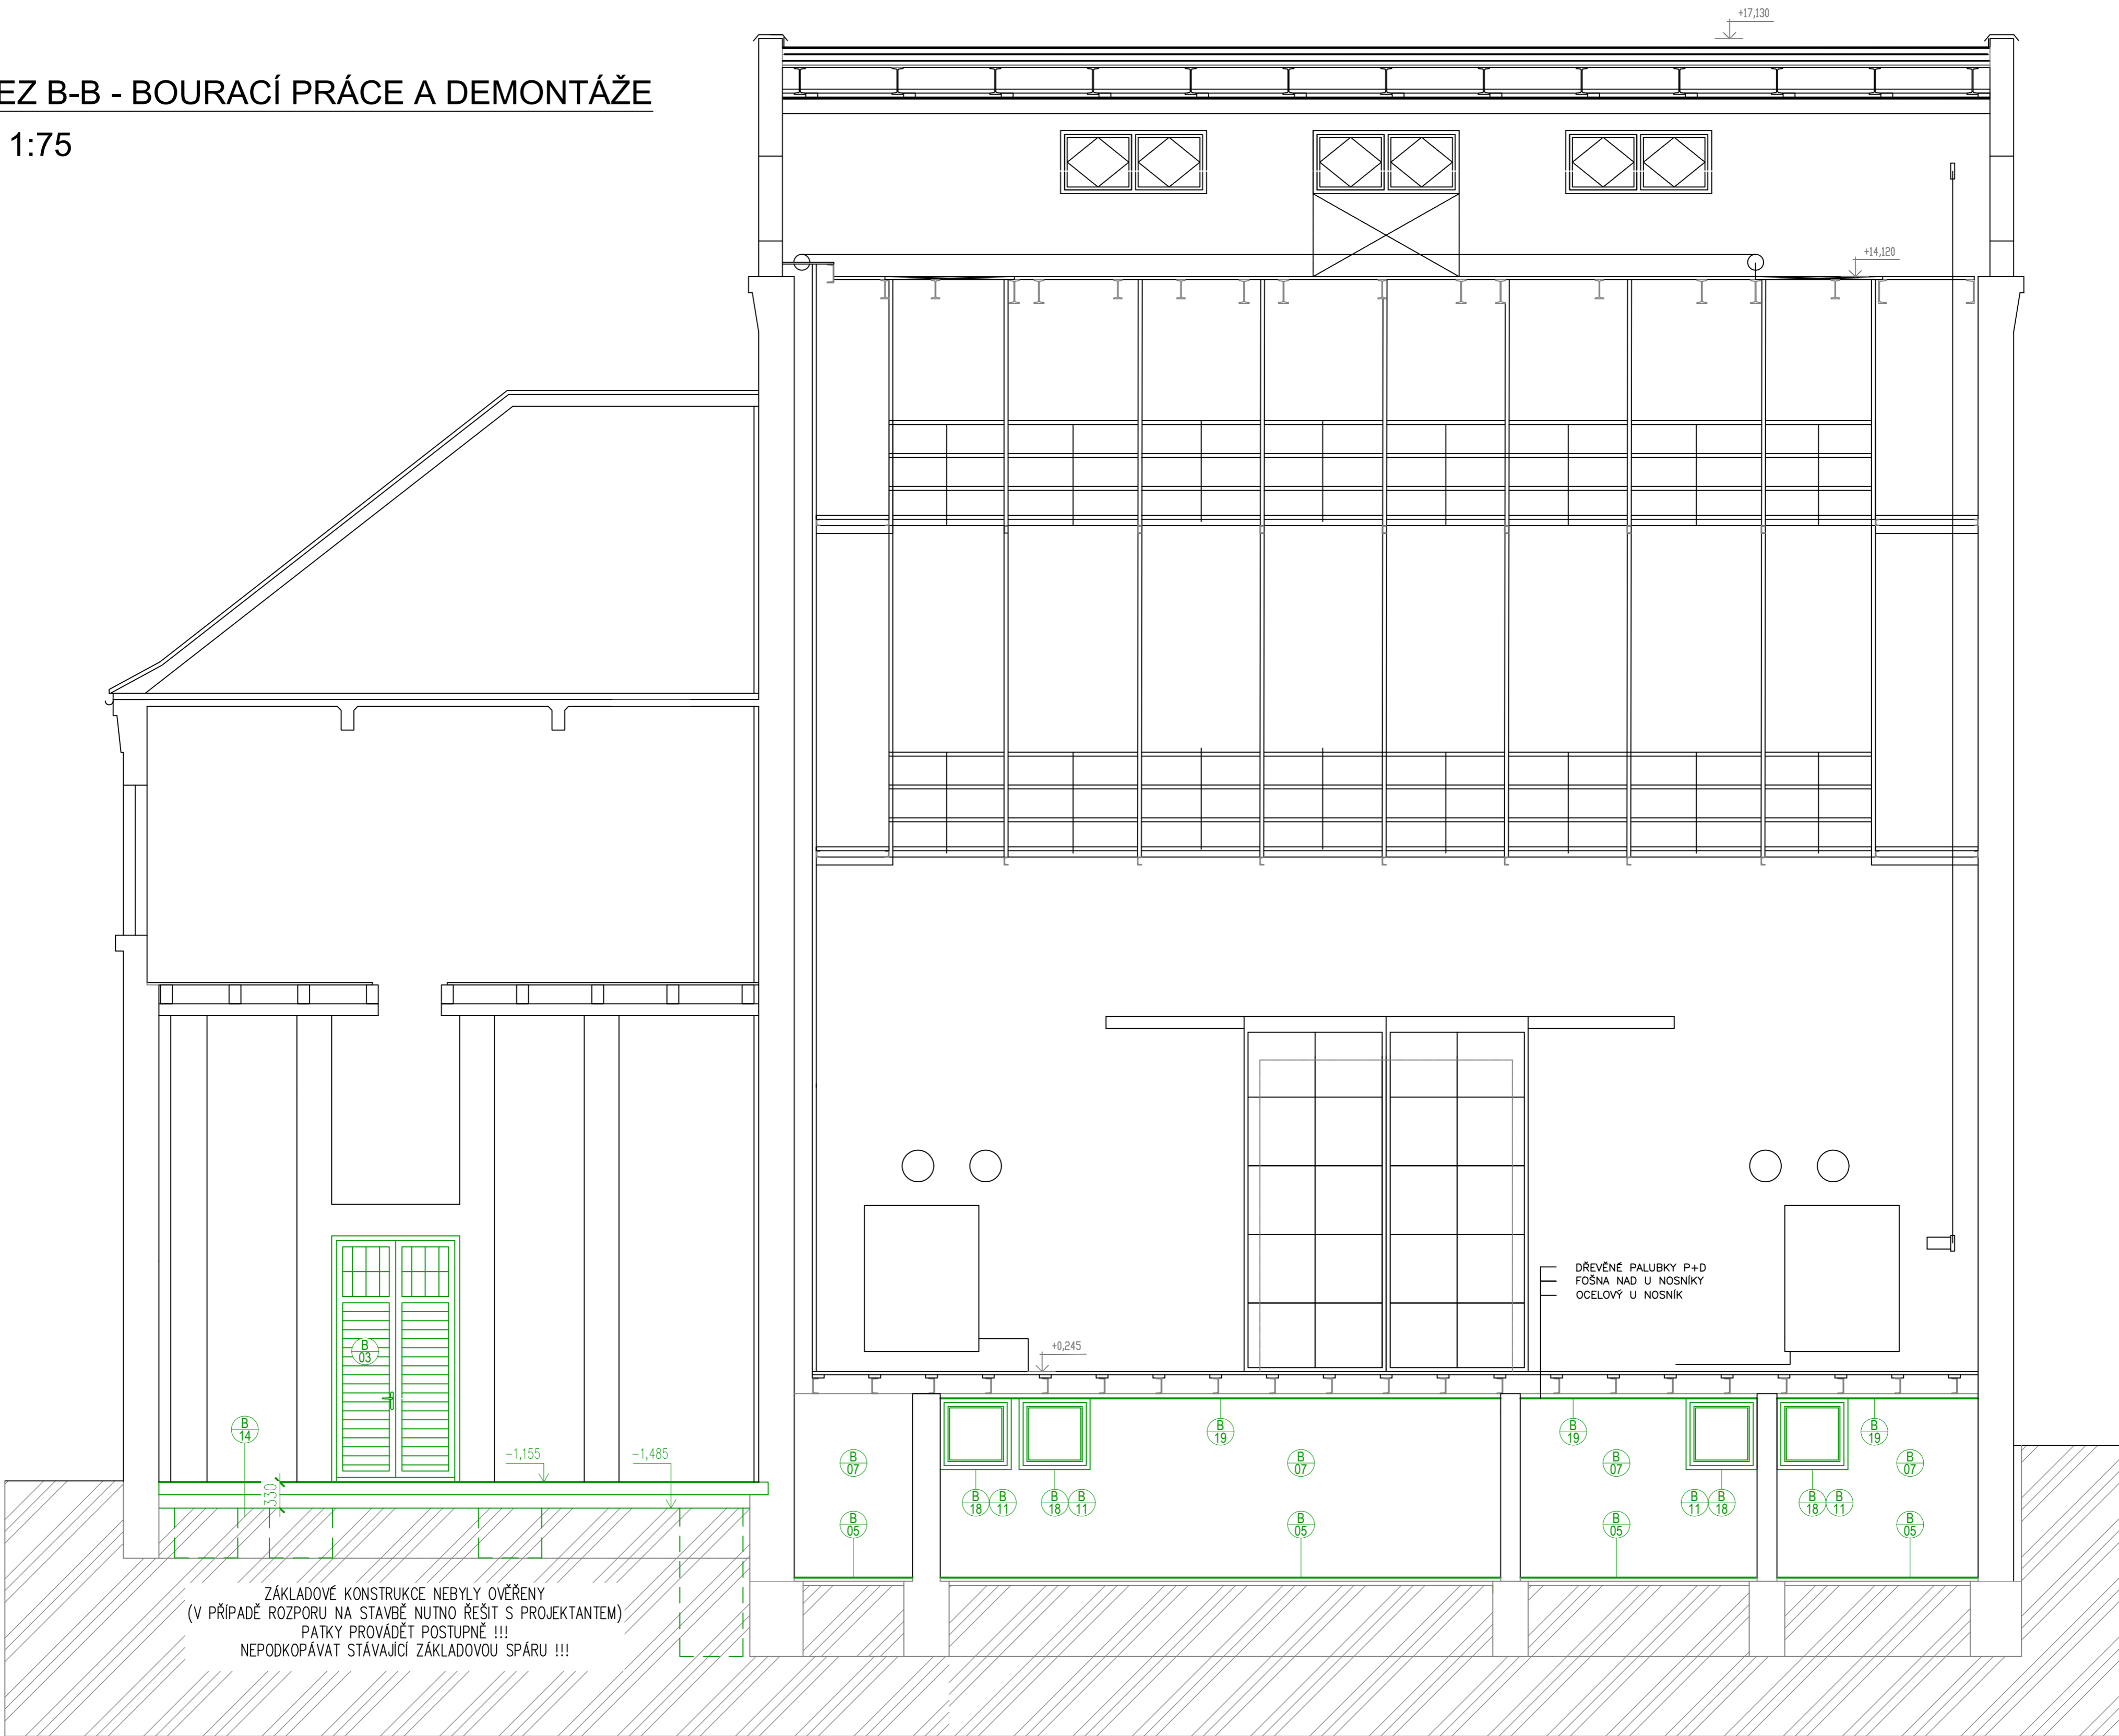 EZ B-B - BOURACÍ PRÁCE A DEMONTÁŽE
1:75
+17,130
+14,120
DŘEVĚNÉ PALUBKY P+D
FOŠNA NAD U NOSNÍKY
OCELOVÝ U NOSNÍK
+0,245
B
03
B
14
-1,155
-1,485
330
B
19
B
19
B
19
B
07
B
07
B
07
B
07
B
18
B
11
B
18
B
11
B
11
B
18
B
18
B
11
B
05
B
05
B
05
B
05
ZÁKLADOVÉ KONSTRUKCE NEBYLY OVĚŘENY
(V PŘÍPADĚ ROZPORU NA STAVBĚ NUTNO ŘEŠIT S PROJEKTANTEM)
PATKY PROVÁDĚT POSTUPNĚ !!!
NEPODKOPÁVAT STÁVAJÍCÍ ZÁKLADOVOU SPÁRU !!!